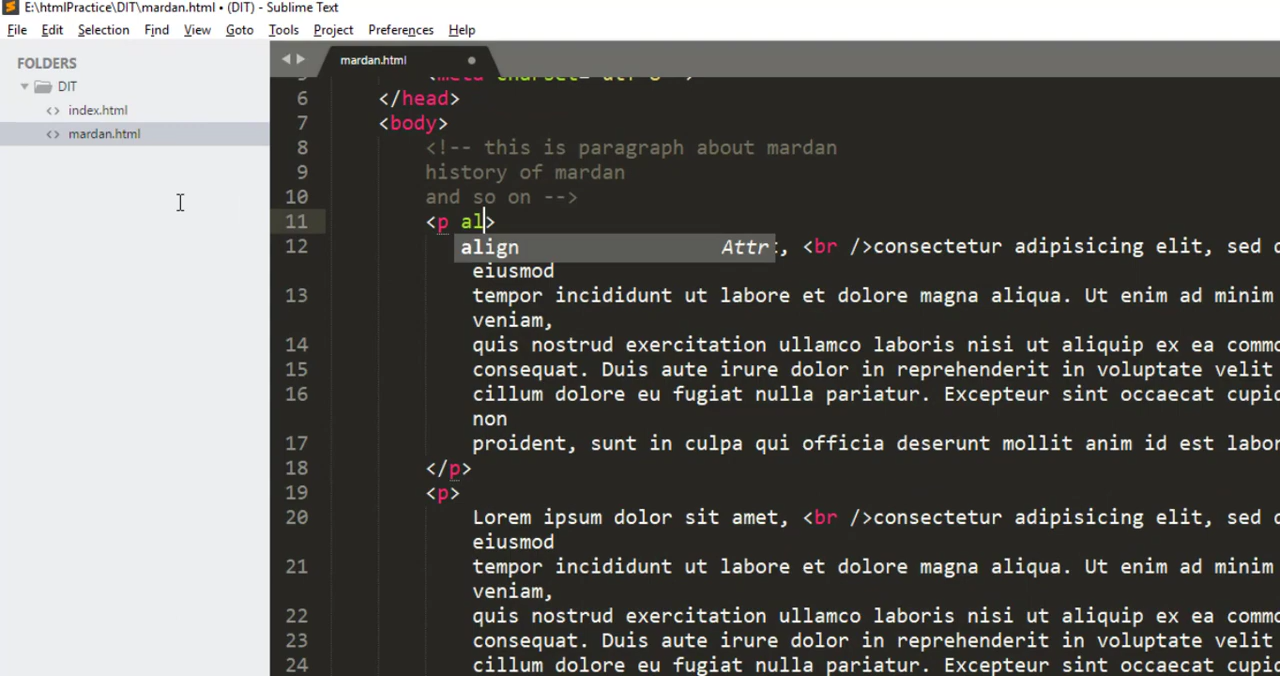 E:\htmlPractice\DIT\mardan.html • (DIT) - Sublime Text
File Edit Selection Find View Goto Tools Project Preferences Help
FOLDERS
DIT
<> index.html
<> mardan.html
mardan.html
6 </head>
7 <body>
8 <!-- this is paragraph about mardan
9 history of mardan
10 and so on -->
11 <p al>
align Attr
12 , <br />consectetur adipisicing elit, sed
eiusmod
13 tempor incididunt ut labore et dolore magna aliqua. Ut enim ad minim
veniam,
14 quis nostrud exercitation ullamco laboris nisi ut aliquip ex ea commo
15 consequat. Duis aute irure dolor in reprehenderit in voluptate velit
16 cillum dolore eu fugiat nulla pariatur. Excepteur sint occaecat cupid
non
17 proident, sunt in culpa qui officia deserunt mollit anim id est labor
18 </p>
19 <p>
20 Lorem ipsum dolor sit amet, <br />consectetur adipisicing elit, sed
eiusmod
21 tempor incididunt ut labore et dolore magna aliqua. Ut enim ad minim
veniam,
22 quis nostrud exercitation ullamco laboris nisi ut aliquip ex ea commo
23 consequat. Duis aute irure dolor in reprehenderit in voluptate velit
24 cillum dolore eu fugiat nulla pariatur. Excepteur sint occaecat cupid